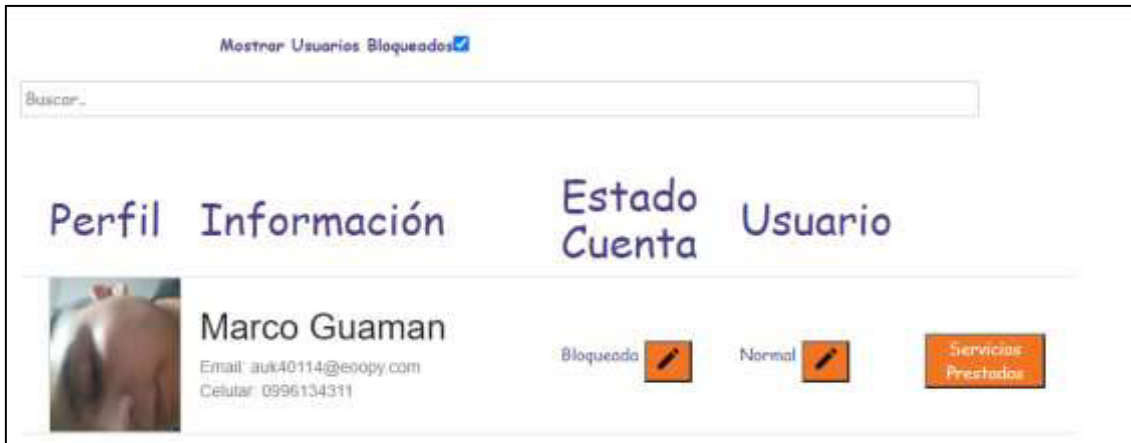 Mostrar Usuarios Bloqueados
Buscar..
Perfil
Información
Estado
Cuenta
Usuario
Marco Guaman
Email: auk40114@eoopy.com
Celular: 0996134311
Bloqueada
Normal
Servicios
Prestados